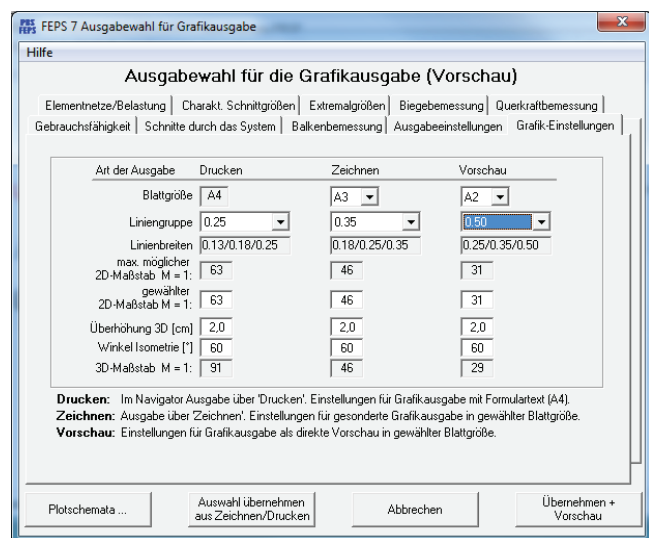 PBS FEPS FEPS 7 Ausgabewahl für Grafikausgabe
Hilfe
Ausgabewahl für die Grafikausgabe (Vorschau)
Elementnetze/Belastung Charakt. Schnittgrößen Extremalgrößen Biegebemessung Querkraftbemessung
Gebrauchsfähigkeit Schnitte durch das System Balkenbemessung Ausgabeeinstellungen Grafik-Einstellungen
Art der Ausgabe Drucken Zeichnen Vorschau
Blattgröße A4 A3 A2
Liniengruppe 0.25 0.35 0.50
Linienbreiten 0.13/0.18/0.25 0.18/0.25/0.35 0.25/0.35/0.50
max. möglicher
2D-Maßstab M = 1: 63 46 31
gewählter
2D-Maßstab M = 1: 63 46 31
Überhöhung 3D [cm] 2,0 2,0 2,0
Winkel Isometrie [°] 60 60 60
3D-Maßstab M = 1: 91 46 29
Drucken: Im Navigator Ausgabe über 'Drucken'. Einstellungen für Grafikausgabe mit Formulartext (A4).
Zeichnen: Ausgabe über 'Zeichnen'. Einstellungen für gesonderte Grafikausgabe in gewählter Blattgröße.
Vorschau: Einstellungen für Grafikausgabe als direkte Vorschau in gewählter Blattgröße.
Plotschemata ... Auswahl übernehmen aus Zeichnen/Drucken Abbrechen Übernehmen + Vorschau